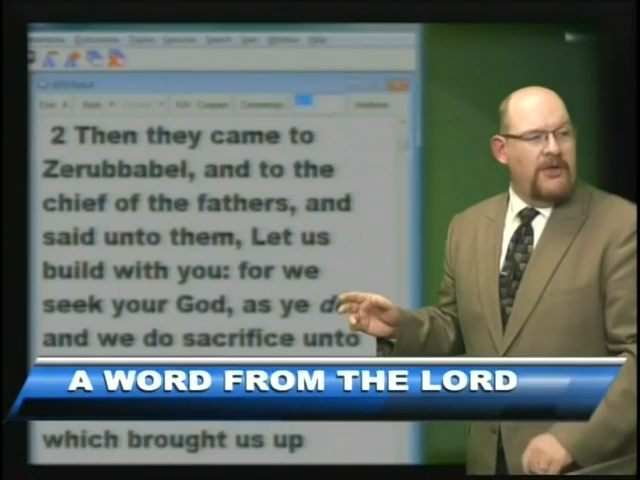 2 Then they came to
Zerubbabel, and to the
chief of the fathers, and
said unto them, Let us
build with you: for we
seek your God, as ye
and we do sacrifice unto
A WORD FROM THE LORD
which brought us up